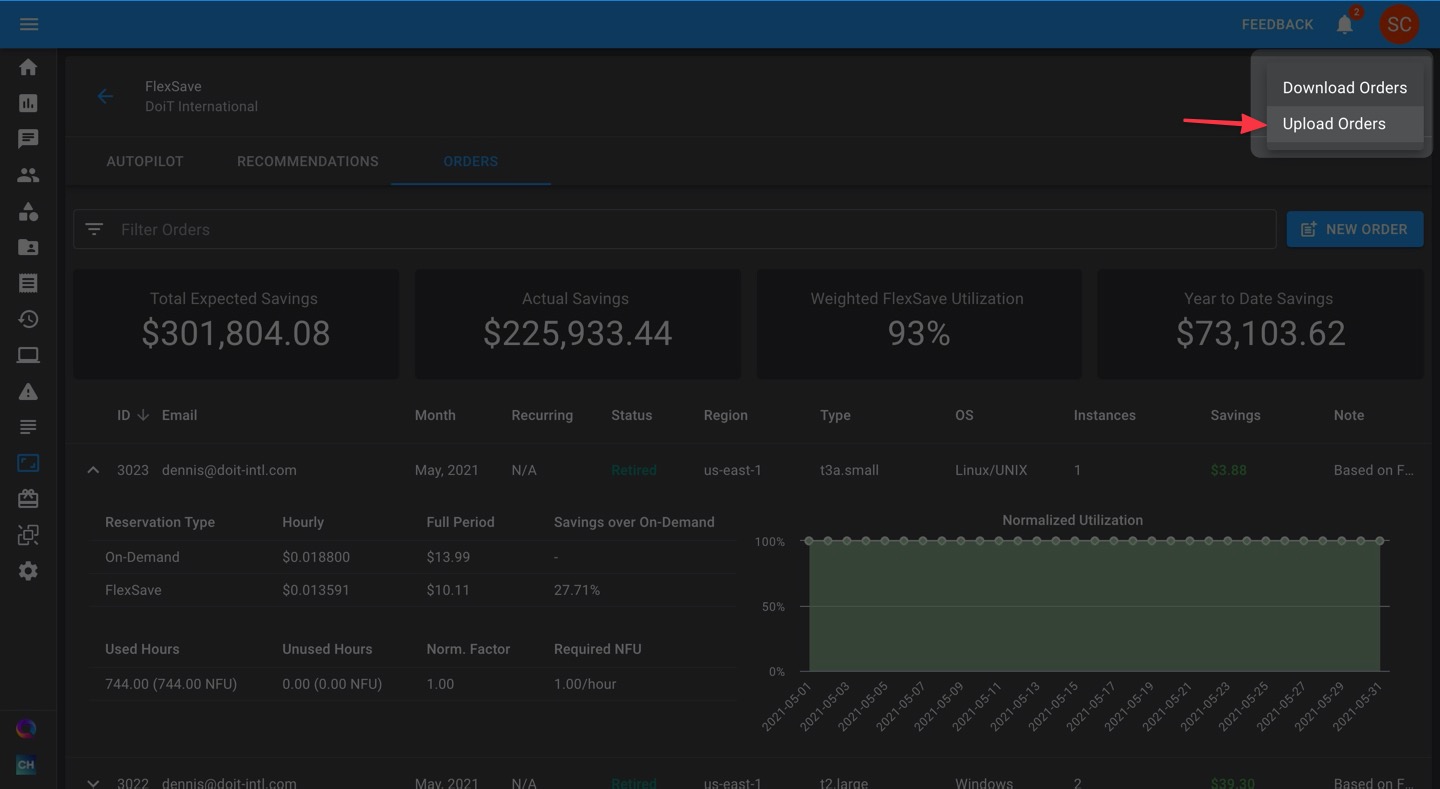 FEEDBACK 2 SC
FlexSave
DoiT International
Download Orders
Upload Orders
AUTOPILOT RECOMMENDATIONS ORDERS
Filter Orders NEW ORDER
Total Expected Savings Actual Savings Weighted FlexSave Utilization Year to Date Savings
$301,804.08 $225,933.44 93% $73,103.62
ID Email Month Recurring Status Region Type OS Instances Savings Note
3023 dennis@doit-intl.com May, 2021 N/A Retired us-east-1 t3a.small Linux/UNIX 1 $3.88 Based on F...
Reservation Type Hourly Full Period Savings over On-Demand
On-Demand $0.018800 $13.99 -
FlexSave $0.013591 $10.11 27.71%
Used Hours Unused Hours Norm. Factor Required NFU
744.00 (744.00 NFU) 0.00 (0.00 NFU) 1.00 1.00/hour
Normalized Utilization
100%
50%
0%
2021-05-01 2021-05-03 2021-05-05 2021-05-07 2021-05-09 2021-05-11 2021-05-13 2021-05-15 2021-05-17 2021-05-19 2021-05-21 2021-05-23 2021-05-25 2021-05-27 2021-05-29 2021-05-31
CH
3022 dennis@doit-intl.com May, 2021 N/A Retired us-east-1 t2.large Windows 2 $39.30 Based on F...